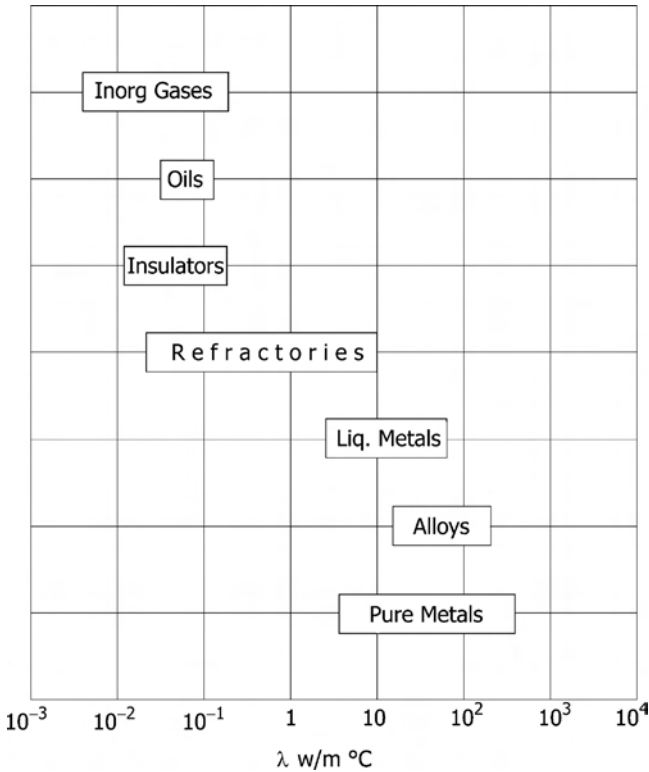 Inorg Gases
Oils
Insulators
Refractories
Liq. Metals
Alloys
Pure Metals
10⁻³ 10⁻² 10⁻¹ 1 10 10² 10³ 10⁴
λ w/m °C